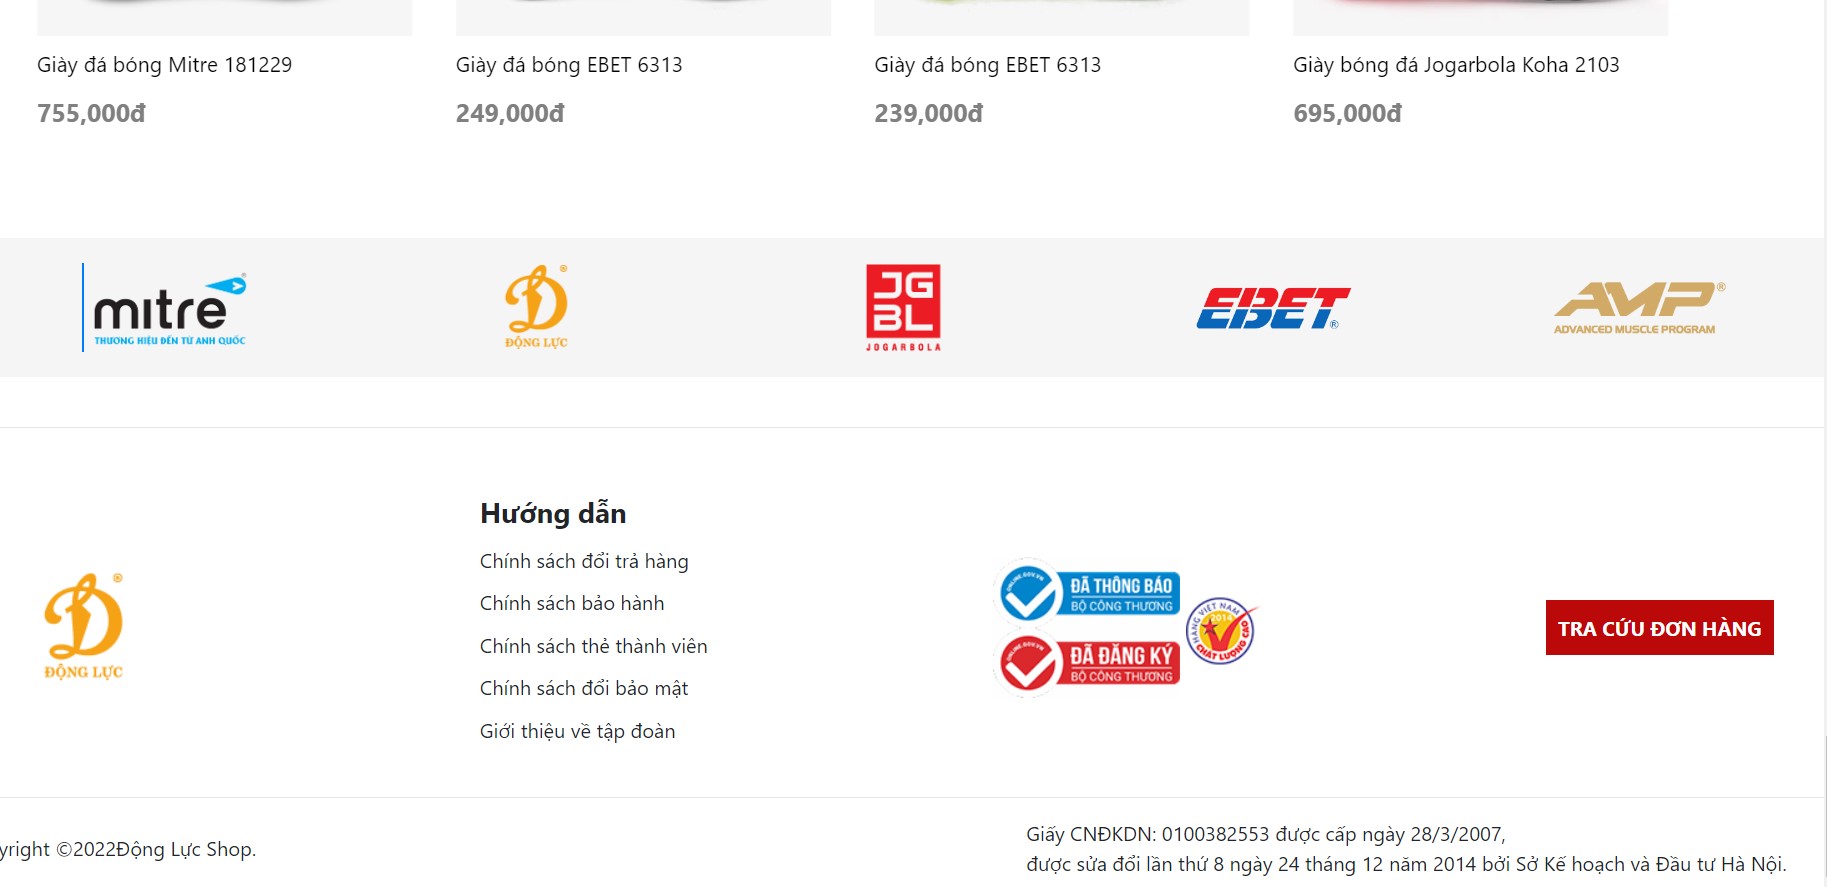 Giày đá bóng Mitre 181229
Giày đá bóng EBET 6313
Giày đá bóng EBET 6313
Giày bóng đá Jogarbola Koha 2103
755,000đ
249,000đ
239,000đ
695,000đ
mitre
THƯƠNG HIỆU ĐẾN TỪ ANH QUỐC
ĐỘNG LỰC
JG
BL
JOGARBOLA
EBET
AMP
ADVANCED MUSCLE PROGRAM
ĐỘNG LỰC
Hướng dẫn
Chính sách đổi trả hàng
Chính sách bảo hành
Chính sách thẻ thành viên
Chính sách đổi bảo mật
Giới thiệu về tập đoàn
ONLINE.GOV.VN
ĐÃ THÔNG BÁO
BỘ CÔNG THƯƠNG
ONLINE.GOV.VN
ĐÃ ĐĂNG KÝ
BỘ CÔNG THƯƠNG
HÀNG VIỆT NAM
2014
CHẤT LƯỢNG CAO
TRA CỨU ĐƠN HÀNG
yright ©2022Động Lực Shop.
Giấy CNĐKDN: 0100382553 được cấp ngày 28/3/2007,
được sửa đổi lần thứ 8 ngày 24 tháng 12 năm 2014 bởi Sở Kế hoạch và Đầu tư Hà Nội.